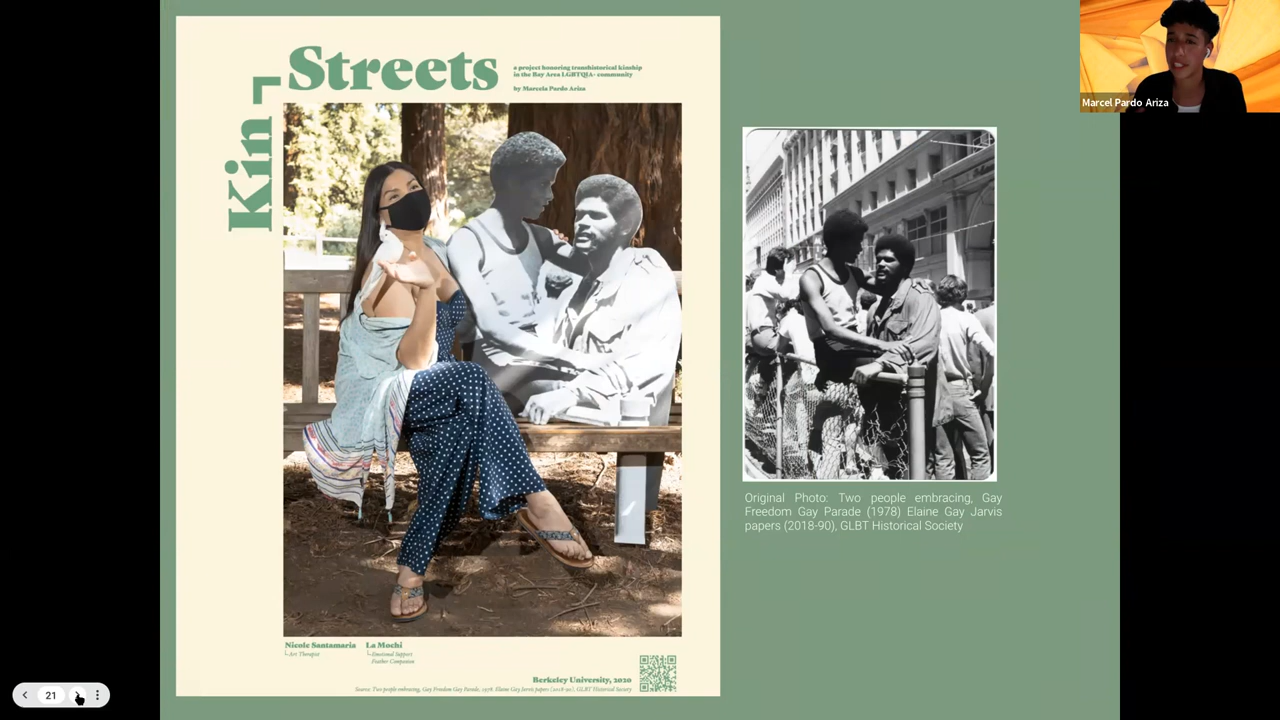 Kin
Streets
a project honoring transhistorical kinship
in the Bay Area LGBTQIA+ community
by Marcela Pardo Ariza
Marcel Pardo Ariza
Original Photo: Two people embracing, Gay
Freedom Gay Parade (1978) Elaine Gay Jarvis
papers (2018-90), GLBT Historical Society
Nicole Santamaria
Art Therapist
La Mochi
Emotional Support
Feather Companion
Berkeley University, 2020
Source: Two people embracing, Gay Freedom Gay Parade, 1978. Elaine Gay Jarvis papers (2018-90), GLBT Historical Society
21